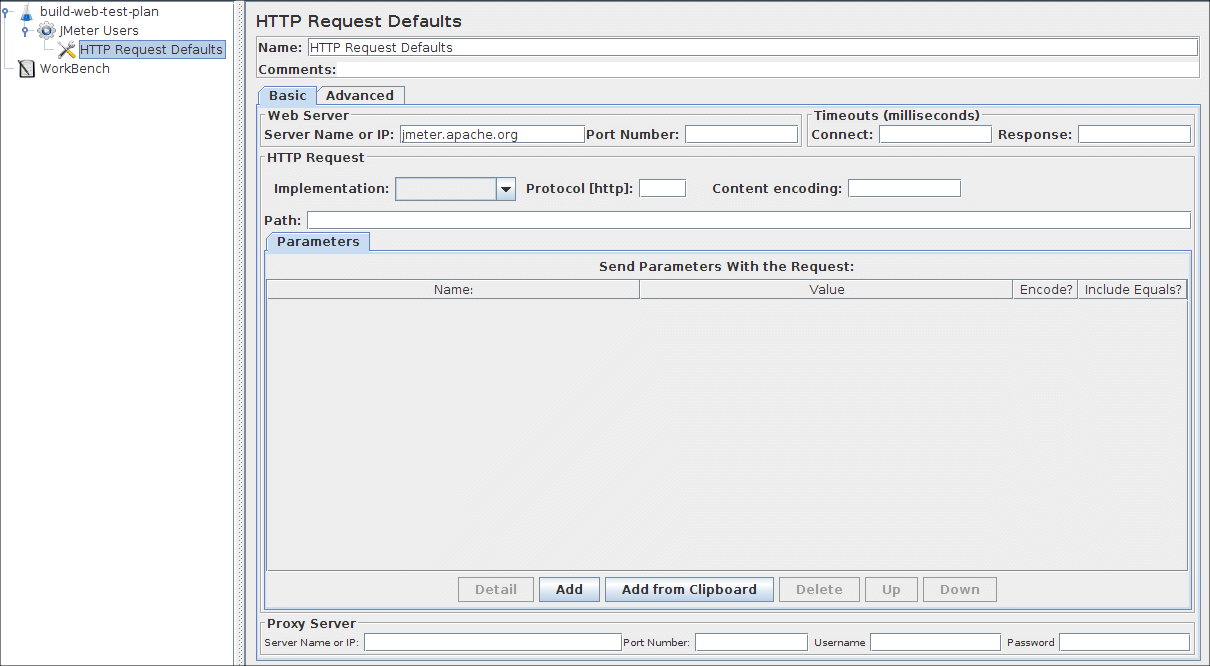 build-web-test-plan
JMeter Users
HTTP Request Defaults
WorkBench
HTTP Request Defaults
Name: HTTP Request Defaults
Comments:
Basic Advanced
Web Server
Server Name or IP: jmeter.apache.org Port Number:
Timeouts (milliseconds)
Connect: Response:
HTTP Request
Implementation: Protocol [http]: Content encoding:
Path:
Parameters
Send Parameters With the Request:
Name: Value Encode? Include Equals?
Detail Add Add from Clipboard Delete Up Down
Proxy Server
Server Name or IP: Port Number: Username Password